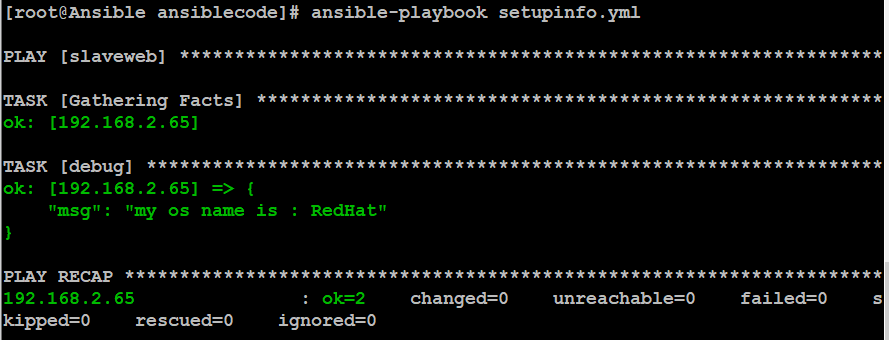 [root@Ansible ansiblecode]# ansible-playbook setupinfo.yml
PLAY [slaveweb] ****************************************************************
TASK [Gathering Facts] *********************************************************
ok: [192.168.2.65]
TASK [debug] *******************************************************************
ok: [192.168.2.65] => {
    "msg": "my os name is : RedHat"
}
PLAY RECAP *********************************************************************
192.168.2.65               : ok=2    changed=0    unreachable=0    failed=0    s
kipped=0    rescued=0    ignored=0